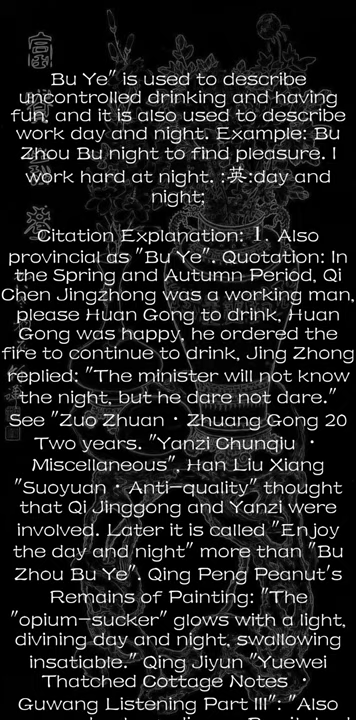 Bu Ye" is used to describe
uncontrolled drinking and having
fun, and it is also used to describe
work day and night. Example: Bu
Zhou Bu night to find pleasure. I
work hard at night. :英:day and
night;
Citation Explanation: 1. Also
provincial as "Bu Ye". Quotation: In
the Spring and Autumn Period, Qi
Chen Jingzhong was a working man,
please Huan Gong to drink, Huan
Gong was happy, he ordered the
fire to continue to drink, Jing Zhong
replied: "The minister will not know
the night, but he dare not dare."
See "Zuo Zhuan · Zhuang Gong 20
Two years. "Yanzi Chunqiu ·
Miscellaneous", Han Liu Xiang
"Suoyuan · Anti-quality" thought
that Qi Jinggong and Yanzi were
involved. Later it is called "Enjoy
the day and night" more than "Bu
Zhou Bu Ye". Qing Peng Peanut's
Remains of Painting: "The
"opium-sucker" glows with a light,
divining day and night, swallowing
insatiable." Qing Jiyun "Yuewei
Thatched Cottage Notes ·
Guwang Listening Part III": "Also